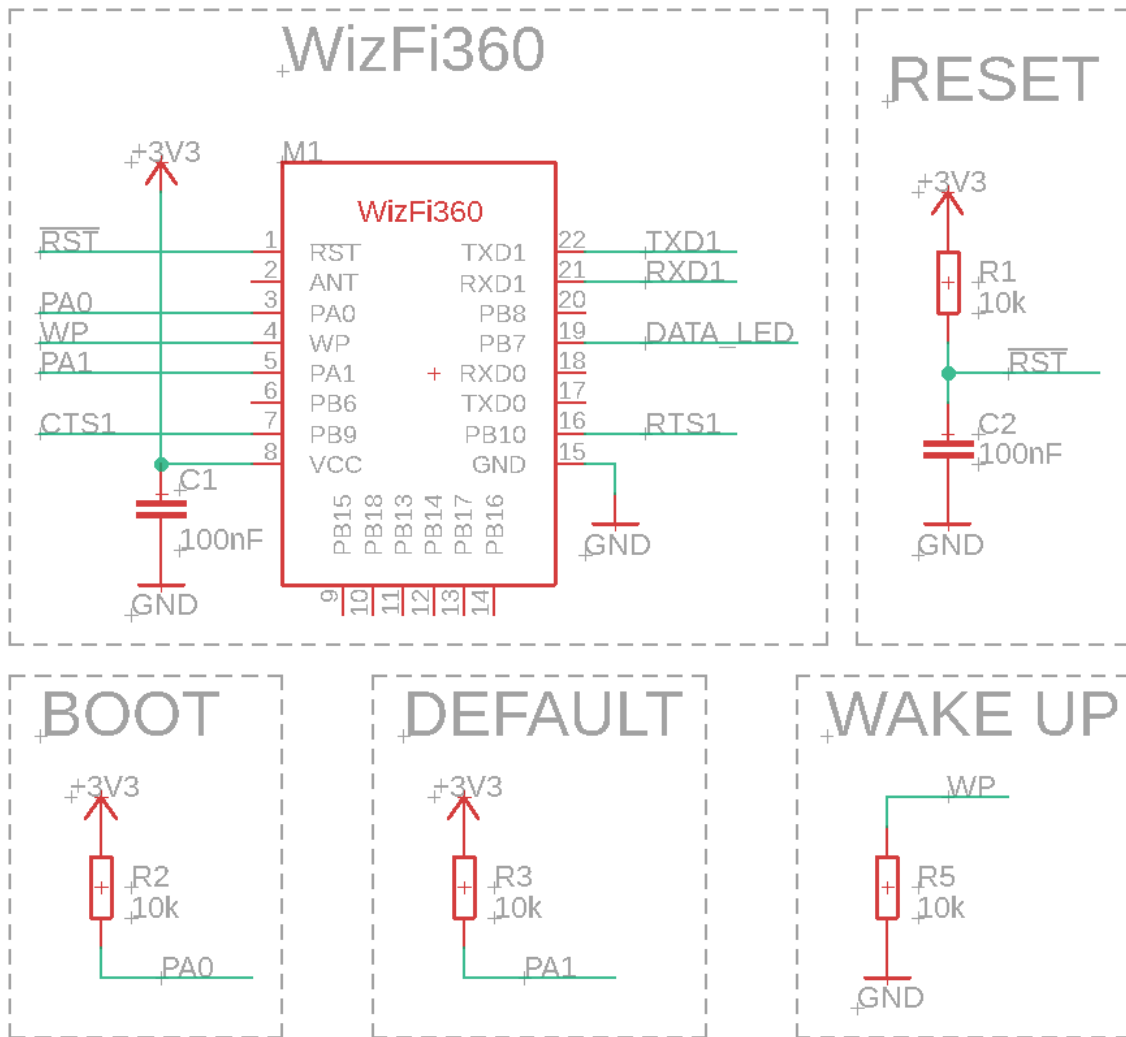 WizFi360
+3V3
M1
WizFi360
RST
1
RST
TXD1
22
TXD1
2
ANT
RXD1
21
RXD1
PA0
3
PA0
PB8
20
WP
4
WP
PB7
19
DATA_LED
PA1
5
PA1
RXD0
18
6
PB6
TXD0
17
CTS1
7
PB9
PB10
16
RTS1
8
VCC
GND
15
C1
100nF
GND
PB15
PB18
PB13
PB14
PB17
PB16
9
10
11
12
13
14
GND
RESET
+3V3
R1
10k
RST
C2
100nF
GND
BOOT
+3V3
R2
10k
PA0
DEFAULT
+3V3
R3
10k
PA1
WAKE UP
WP
R5
10k
GND